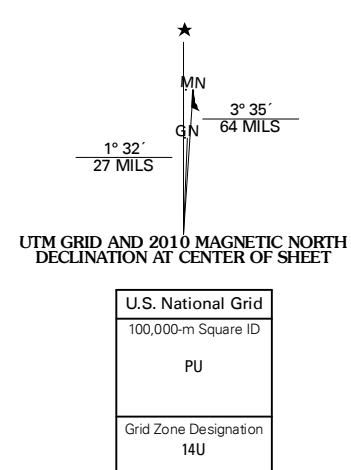 MN
3° 35´
64 MILS
GN
1° 32´
27 MILS
UTM GRID AND 2010 MAGNETIC NORTH
DECLINATION AT CENTER OF SHEET
U.S. National Grid
100,000-m Square ID
PU
Grid Zone Designation
14U